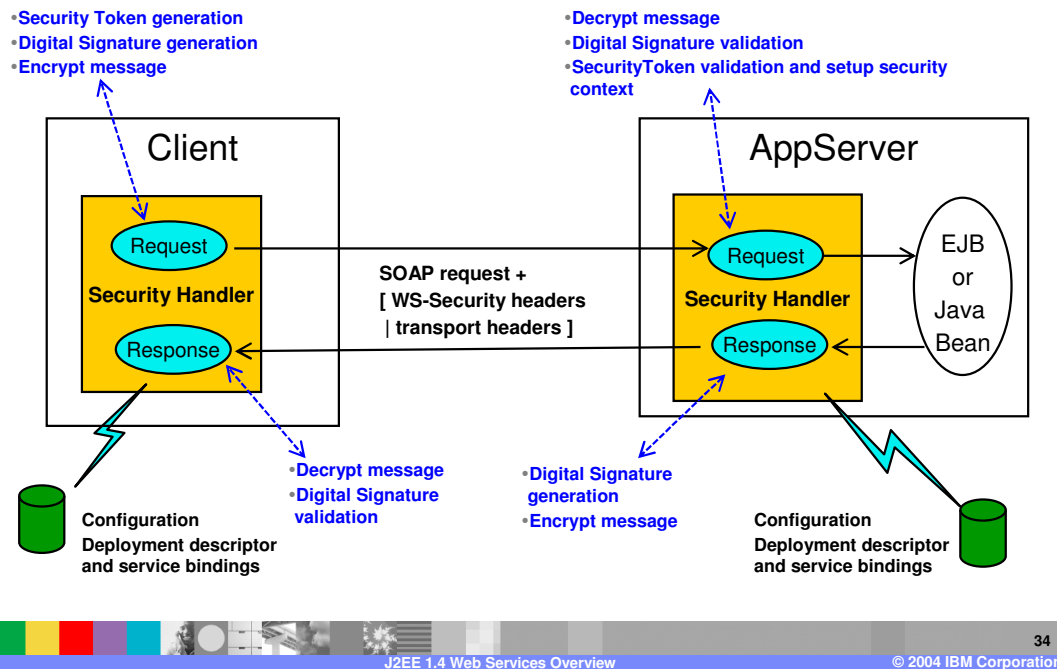 •Security Token generation
•Digital Signature generation
•Encrypt message
•Decrypt message
•Digital Signature validation
•SecurityToken validation and setup security
context
Client
AppServer
Request
Security Handler
Response
SOAP request +
[ WS-Security headers
| transport headers ]
Request
Security Handler
Response
EJB
or
Java
Bean
•Decrypt message
•Digital Signature
validation
•Digital Signature
generation
•Encrypt message
Configuration
Deployment descriptor
and service bindings
Configuration
Deployment descriptor
and service bindings
34
J2EE 1.4 Web Services Overview
© 2004 IBM Corporation